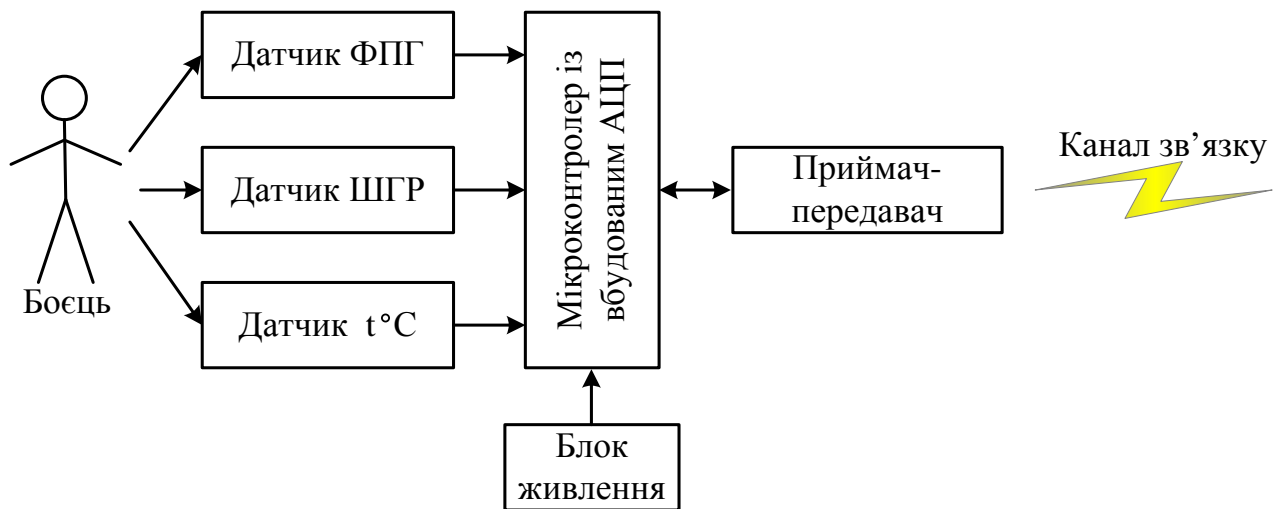 Датчик ФПГ
Датчик ШГР
Датчик t°C
Боєць
Мікроконтролер із
вбудованим АЦП
Приймач-
передавач
Канал зв’язку
Блок
живлення